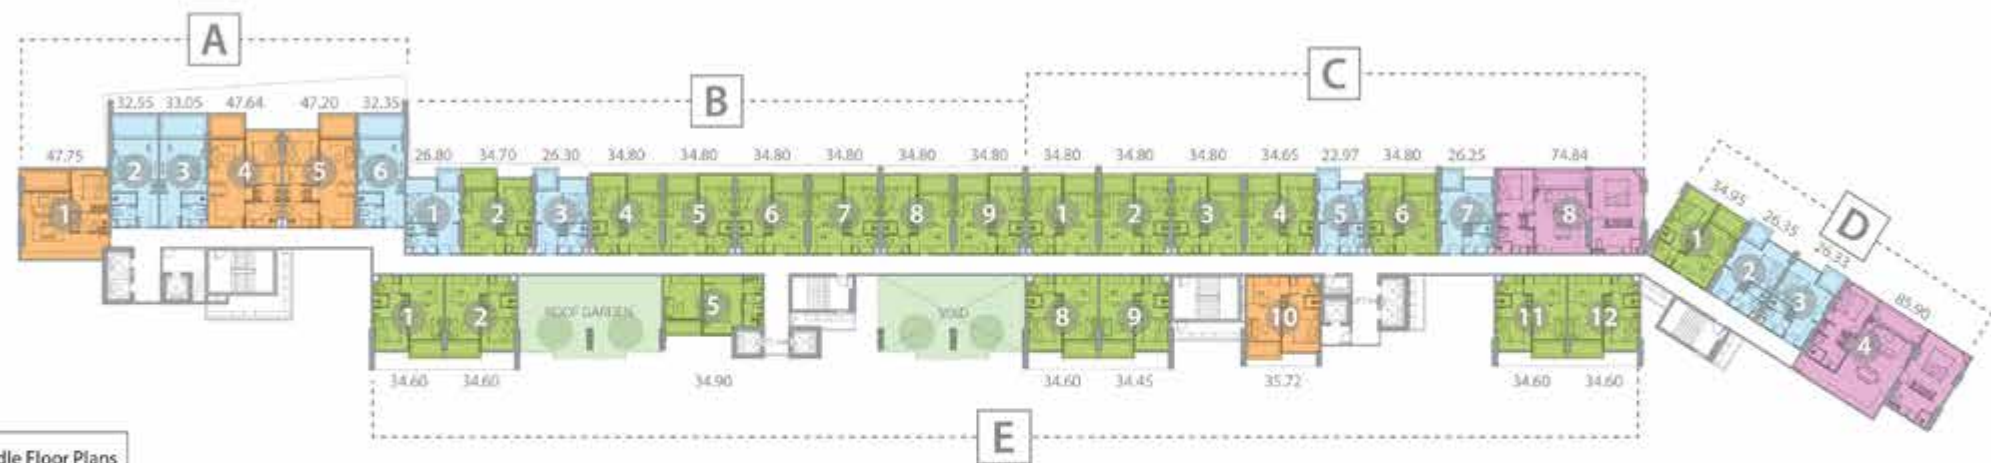 A
C
B
32.55 33.05 47.64 47.20 32.35
47.75
26.80 34.70 26.30 34.80 34.80 34.80 34.80 34.80 34.80 34.80 34.80 34.80 34.65 22.97 34.80 26.25 74.84
34.95
26.35
26.33
85.90
D
1 2 3 4 5 6
1 2 3 4 5 6 7 8 9 1 2 3 4 5 6 7 8
1 2 3 4
1 2 ROOF GARDEN 5 VOID 8 9 10 11 12
34.60 34.60 34.90 34.60 34.45 35.72 34.60 34.60
E
dle Floor Plans